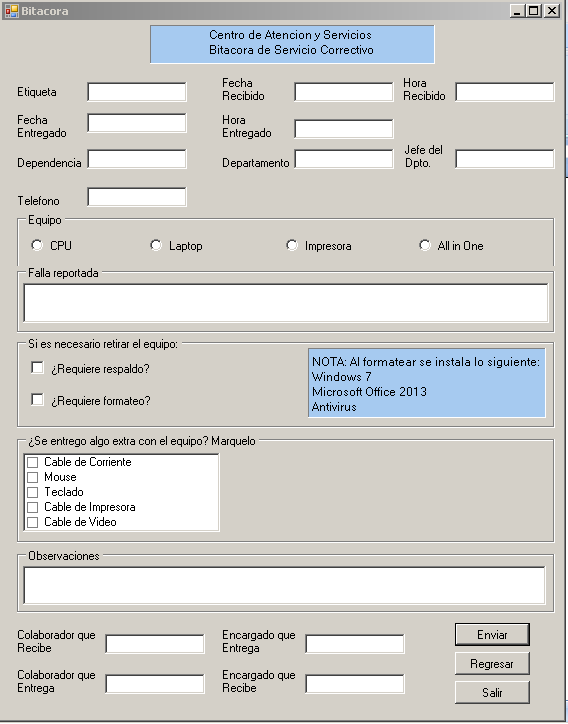 Bitacora
Centro de Atencion y Servicios
Bitacora de Servicio Correctivo
Etiqueta
Fecha
Recibido
Hora
Recibido
Fecha
Entregado
Hora
Entregado
Dependencia
Departamento
Jefe del
Dpto.
Telefono
Equipo
CPU
Laptop
Impresora
All in One
Falla reportada
Si es necesario retirar el equipo:
¿Requiere respaldo?
¿Requiere formateo?
NOTA: Al formatear se instala lo siguiente:
Windows 7
Microsoft Office 2013
Antivirus
¿Se entrego algo extra con el equipo? Marquelo
Cable de Corriente
Mouse
Teclado
Cable de Impresora
Cable de Video
Observaciones
Colaborador que
Recibe
Encargado que
Entrega
Colaborador que
Entrega
Encargado que
Recibe
Enviar
Regresar
Salir